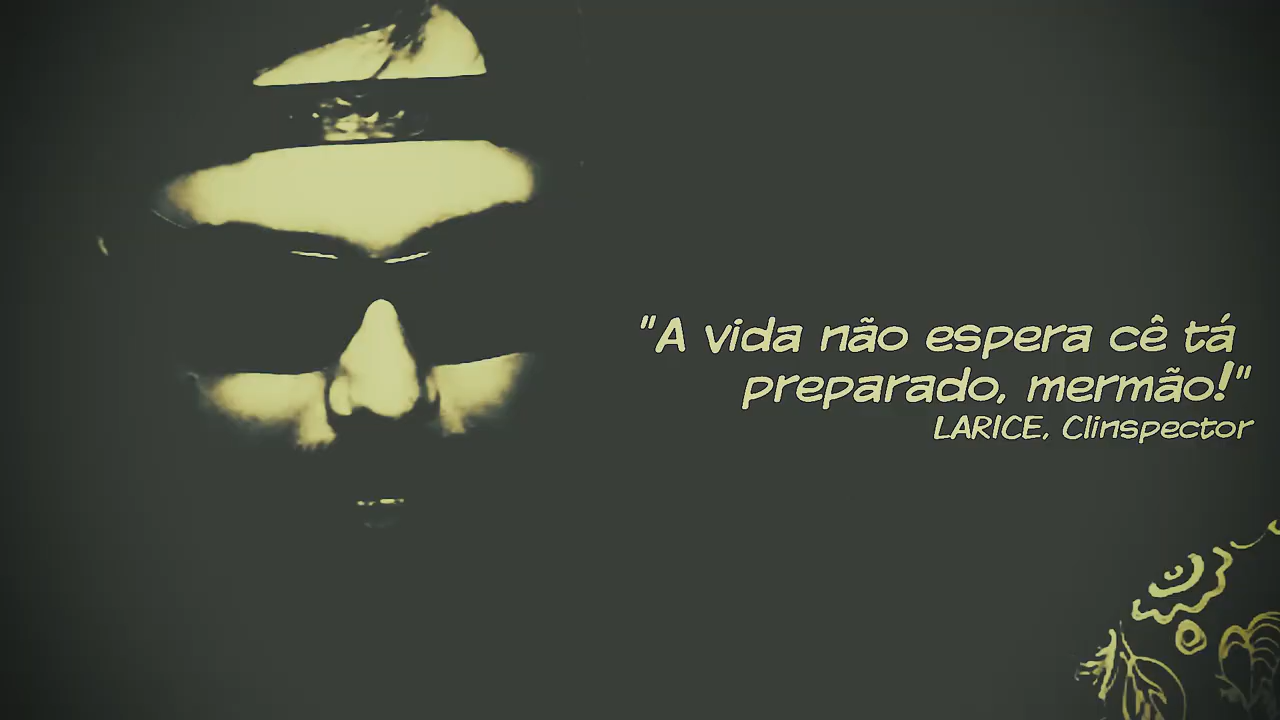 "A vida não espera cê tá
preparado, mermão!"
LARICE, Clinspector